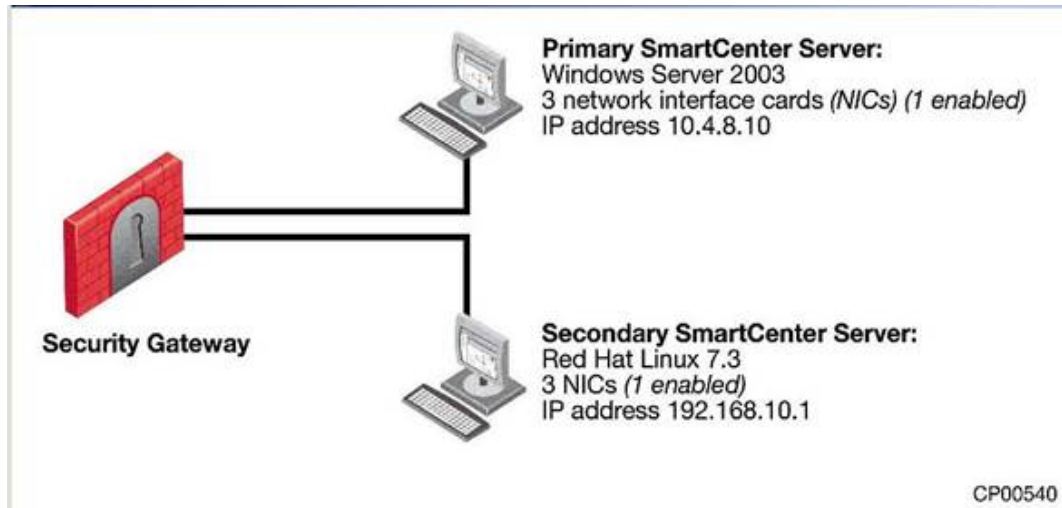 Primary SmartCenter Server:
Windows Server 2003
3 network interface cards (NICs) (1 enabled)
IP address 10.4.8.10
Security Gateway
Secondary SmartCenter Server:
Red Hat Linux 7.3
3 NICs (1 enabled)
IP address 192.168.10.1
CP00540